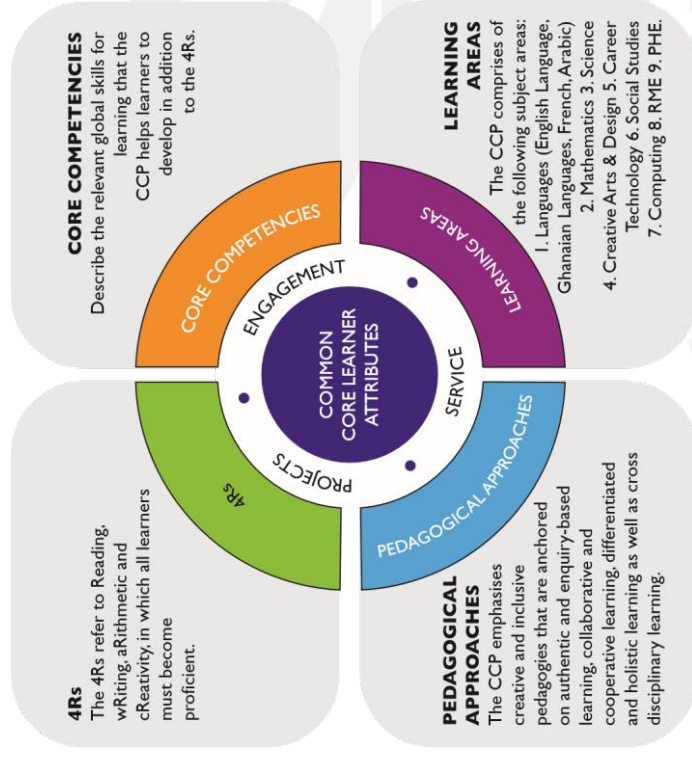 4Rs
The 4Rs refer to Reading,
wRiting, aRithmetic and
cReativity, in which all learners
must become
proficient.
CORE COMPETENCIES
Describe the relevant global skills for
learning that the
CCP helps learners to
develop in addition
to the 4Rs.
4Rs
CORE COMPETENCIES
PROJECTS
ENGAGEMENT
COMMON
CORE LEARNER
ATTRIBUTES
SERVICE
PEDAGOGICAL APPROACHES
LEARNING AREAS
PEDAGOGICAL
APPROACHES
The CCP emphasises
creative and inclusive
pedagogies that are anchored
on authentic and enquiry-based
learning, collaborative and
cooperative learning, differentiated
and holistic learning as well as cross
disciplinary learning.
LEARNING
AREAS
The CCP comprises of
the following subject areas:
1. Languages (English Language,
Ghanaian Languages, French, Arabic)
2. Mathematics 3. Science
4. Creative Arts & Design 5. Career
Technology 6. Social Studies
7. Computing 8. RME 9. PHE.